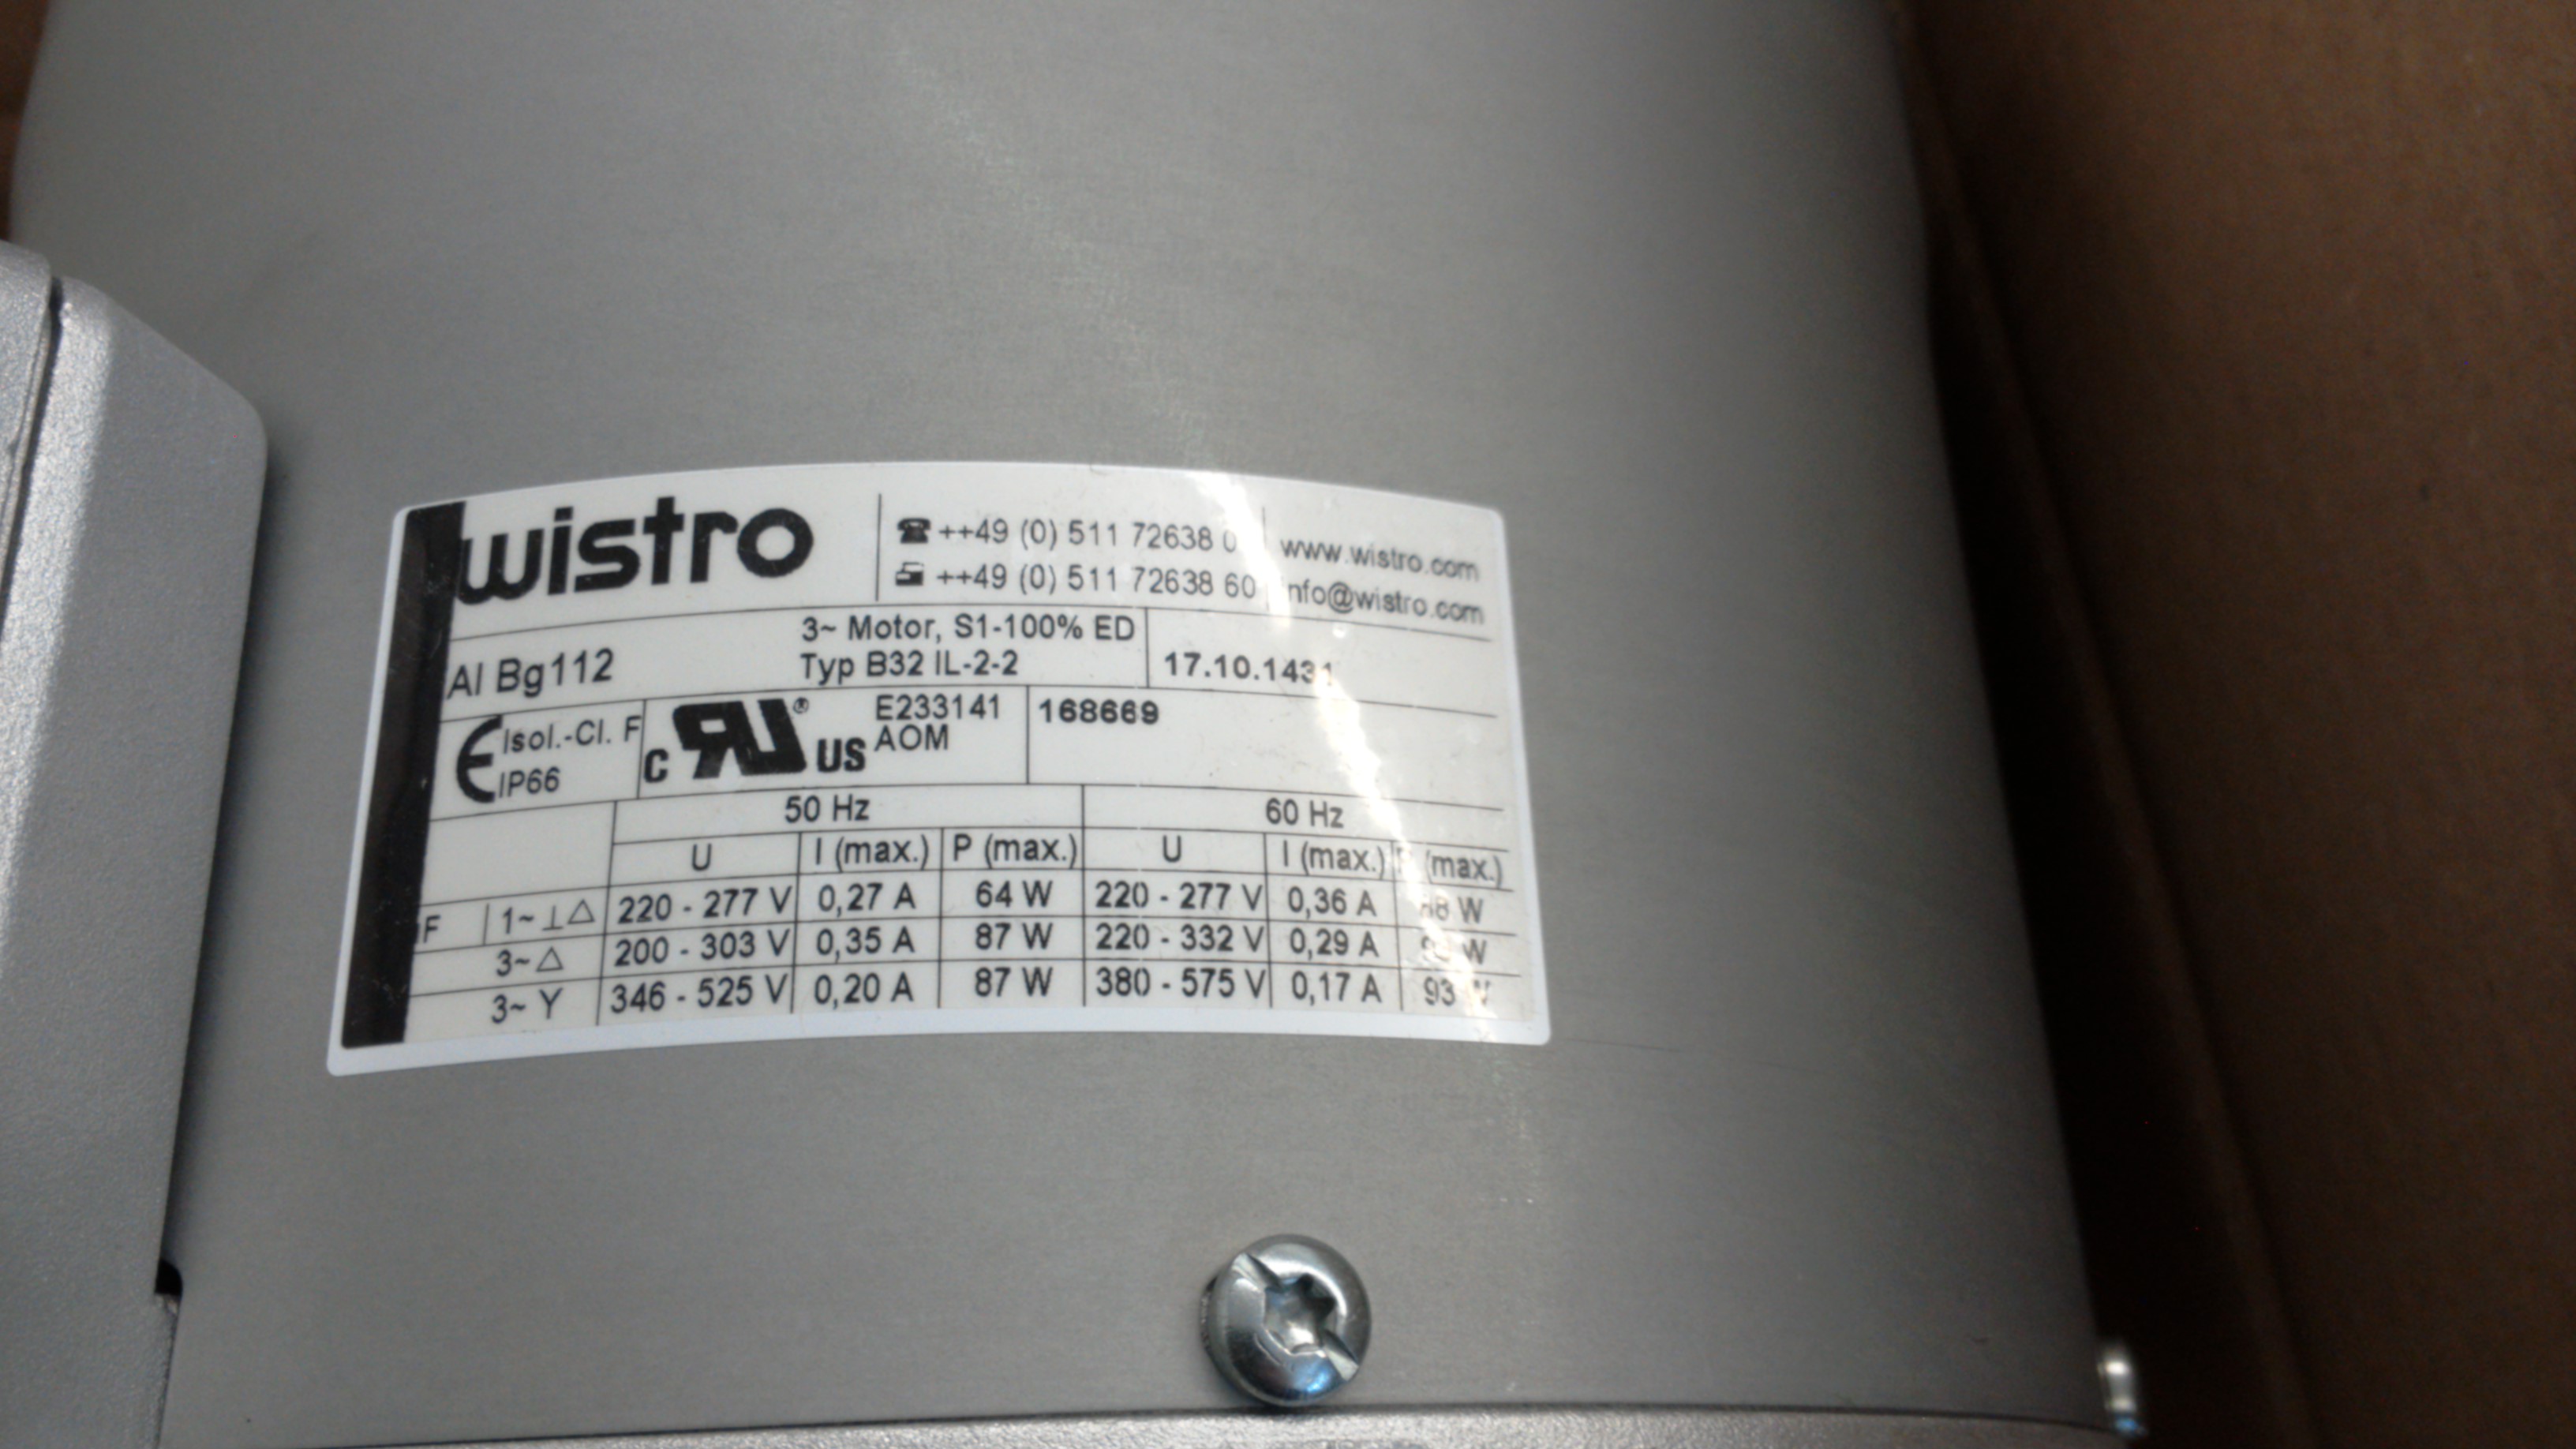 wistro
☎ ++49 (0) 511 72638 0 www.wistro.com
++49 (0) 511 72638 60 info@wistro.com
3~ Motor, S1-100% ED
Al Bg112 Typ B32 IL-2-2 17.10.1431
CE Isol.-Cl. F
IP66
c RU® US E233141
AOM
168669
50 Hz 60 Hz
U I (max.) P (max.) U I (max.) P (max.)
F 1~ ⊥△ 220 - 277 V 0,27 A 64 W 220 - 277 V 0,36 A W
3~ △ 200 - 303 V 0,35 A 87 W 220 - 332 V 0,29 A W
3~ Y 346 - 525 V 0,20 A 87 W 380 - 575 V 0,17 A 93 W